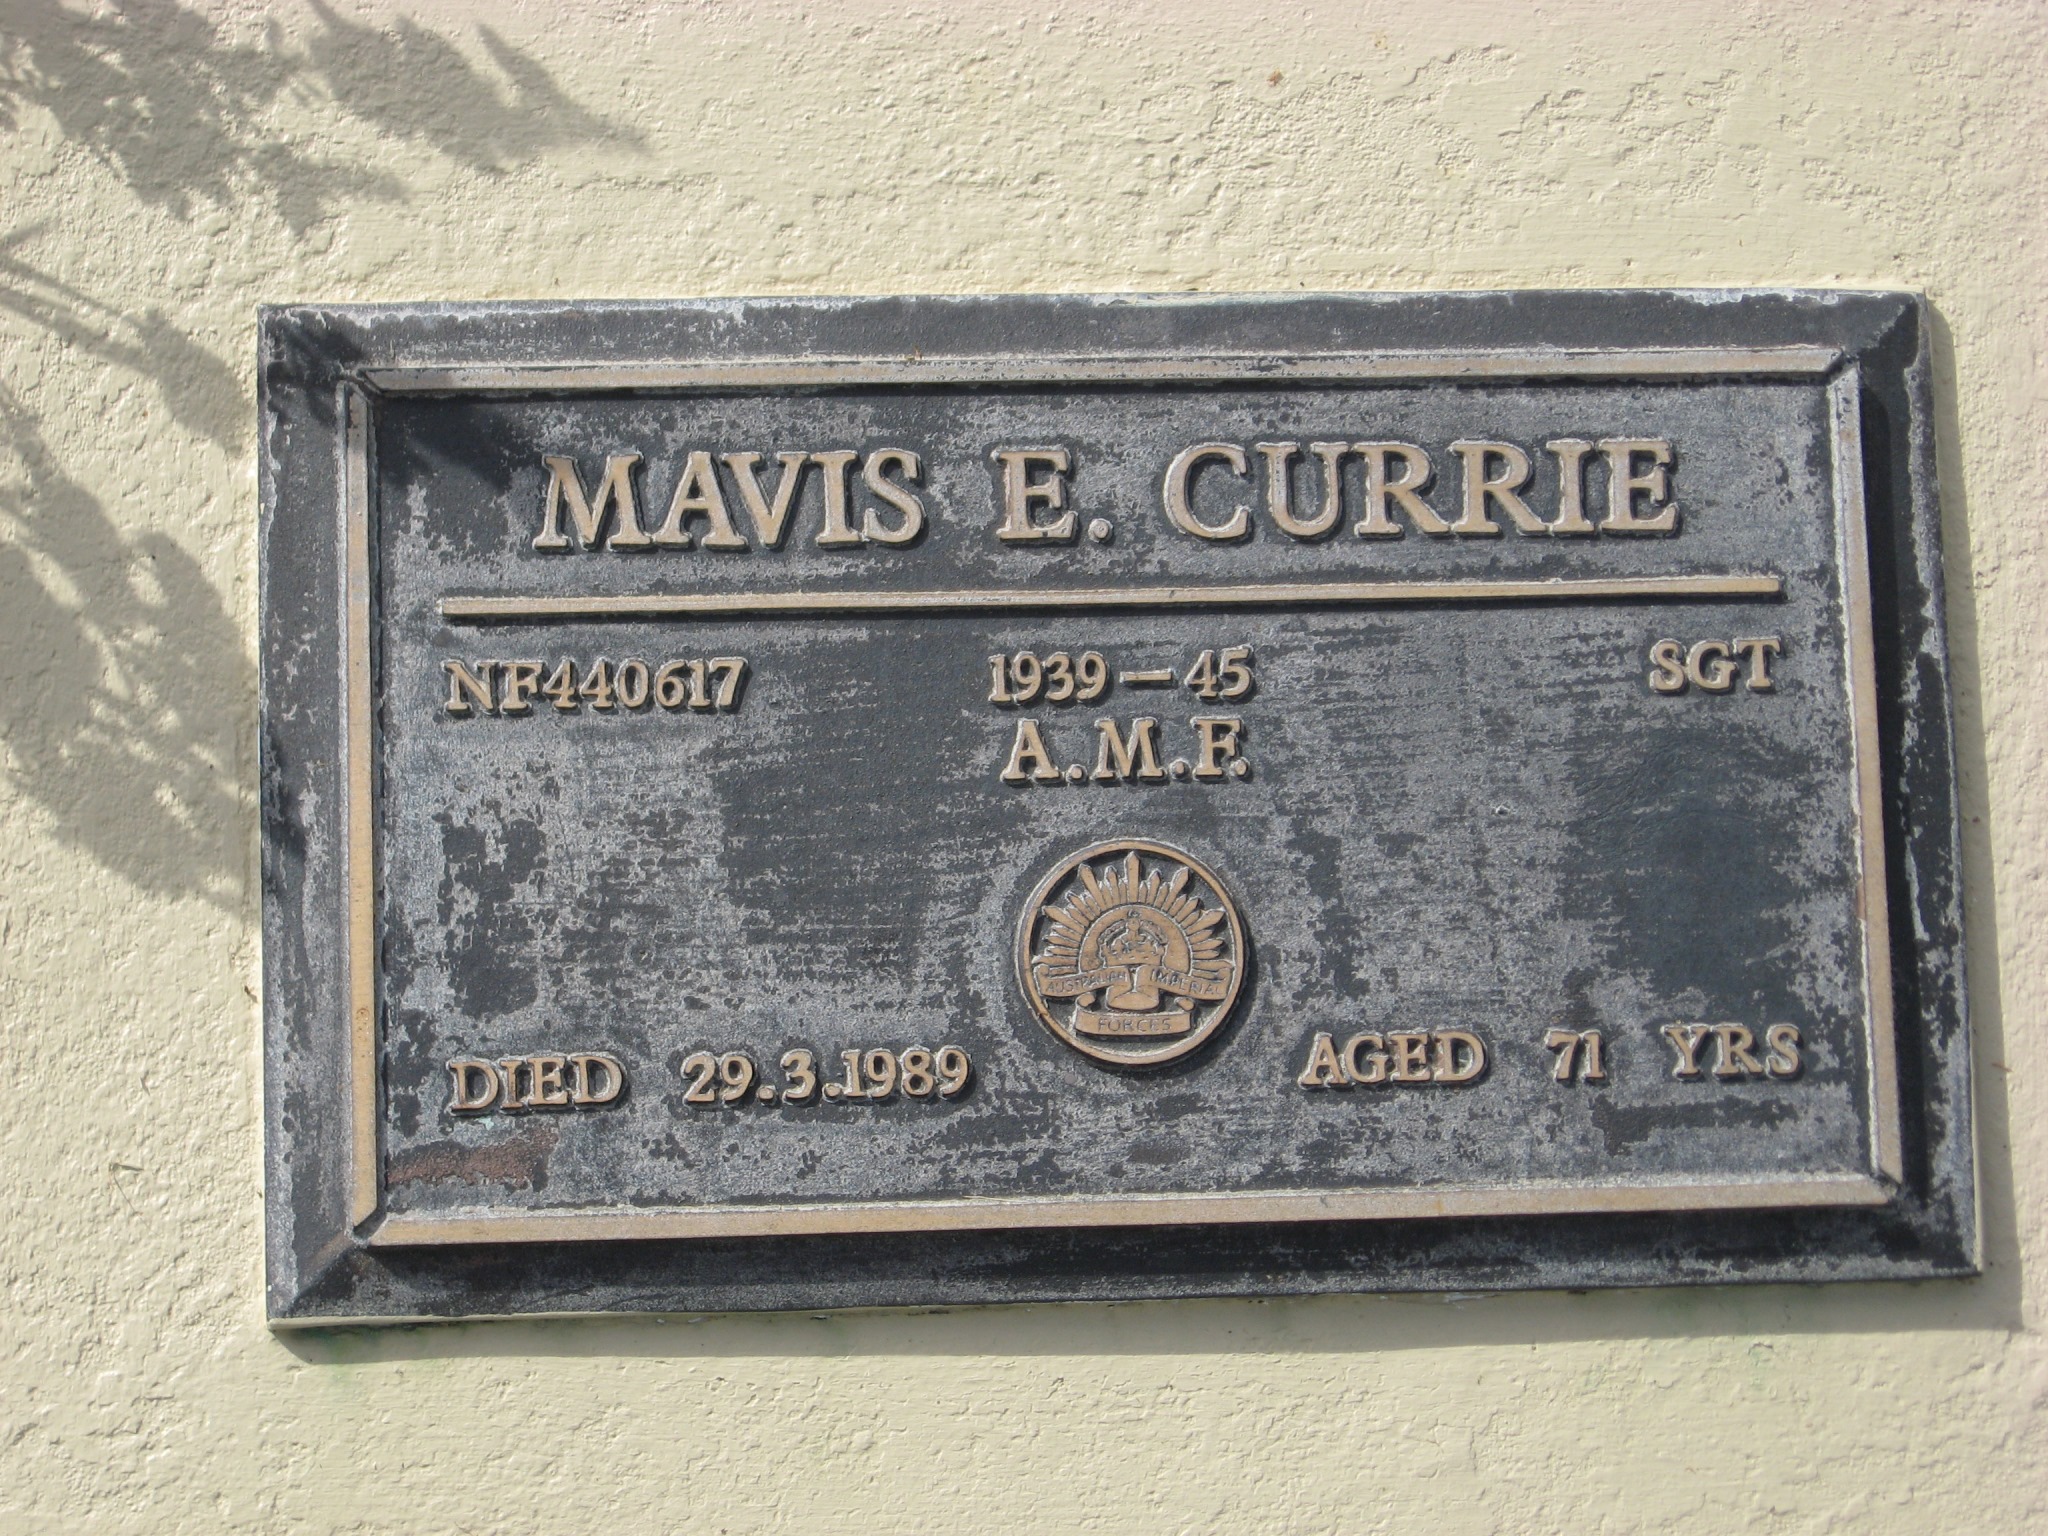 MAVIS E. CURRIE
NF440617 1939 – 45 SGT
A.M.F.
AUSTRALIAN IMPERIAL
FORCES
DIED 29.3.1989 AGED 71 YRS